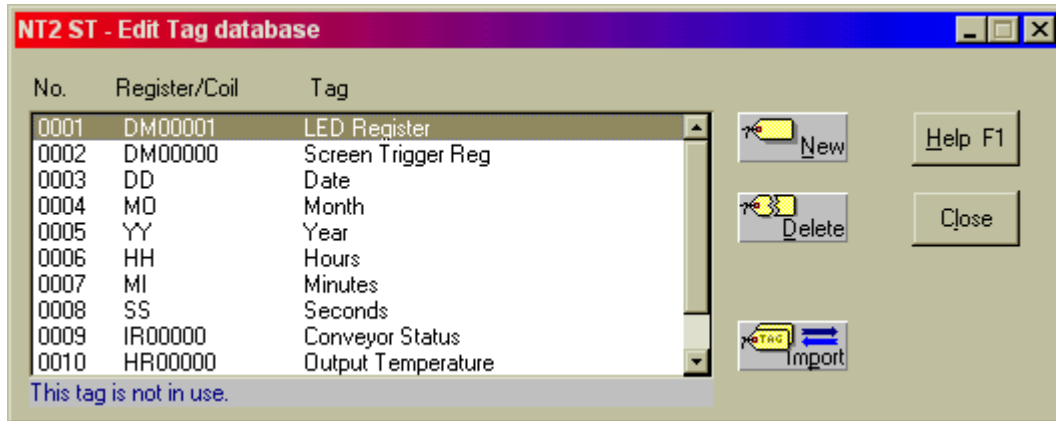 NT2 ST - Edit Tag database
No. Register/Coil Tag
0001 DM00001 LED Register
0002 DM00000 Screen Trigger Reg
0003 DD Date
0004 MO Month
0005 YY Year
0006 HH Hours
0007 MI Minutes
0008 SS Seconds
0009 IR00000 Conveyor Status
0010 HR00000 Output Temperature
This tag is not in use.
New
Delete
TAG
Import
Help F1
Close